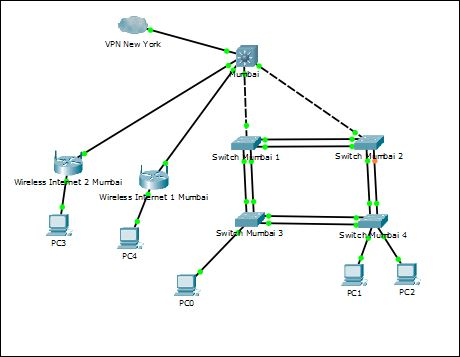 VPN New York
Mumbai
Switch Mumbai 1
Switch Mumbai 2
Wireless Internet 2 Mumbai
Wireless Internet 1 Mumbai
Switch Mumbai 3
Switch Mumbai 4
PC3
PC4
PC0
PC1
PC2